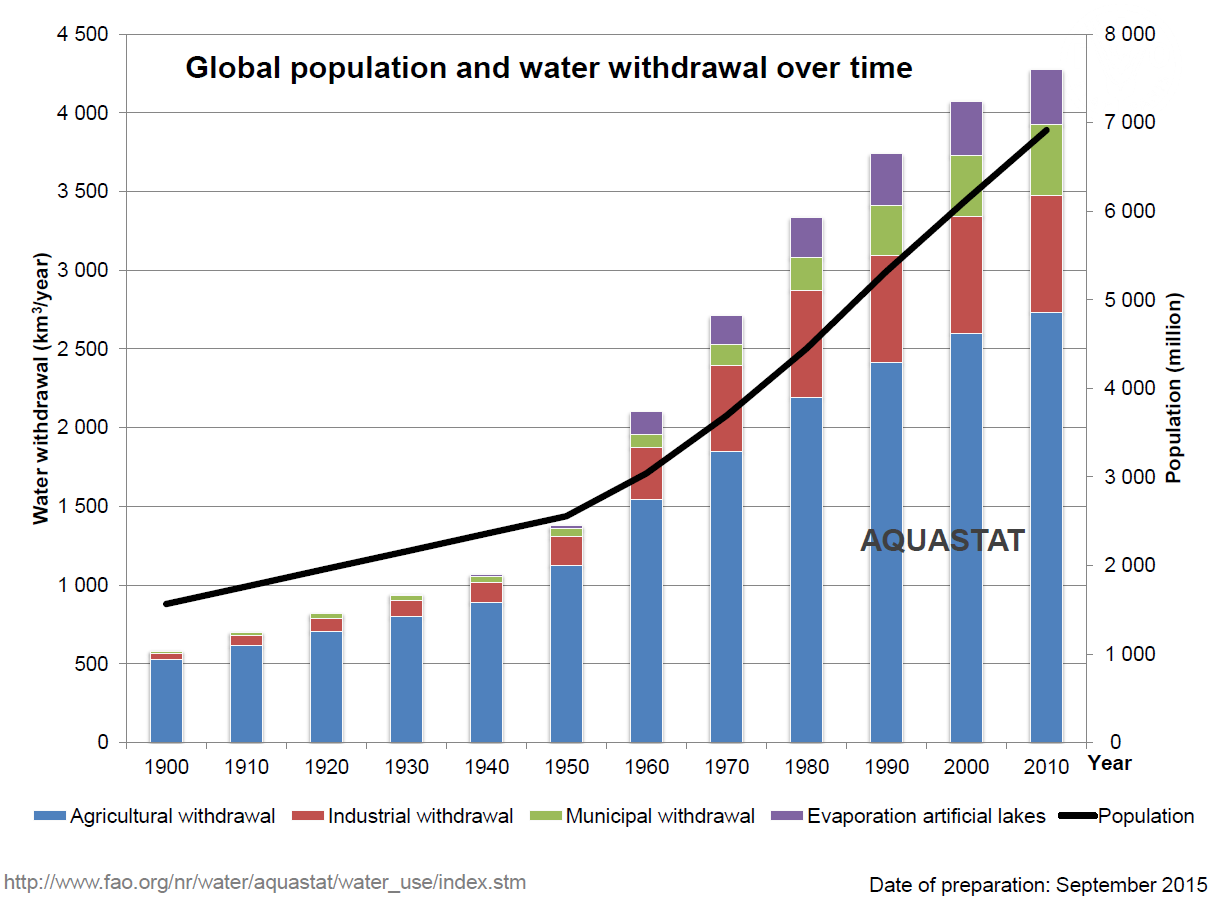 Global population and water withdrawal over time
4 500
4 000
3 500
3 000
2 500
2 000
1 500
1 000
500
0
Water withdrawal (km³/year)
8 000
7 000
6 000
5 000
4 000
3 000
2 000
1 000
0
Population (million)
AQUASTAT
1900 1910 1920 1930 1940 1950 1960 1970 1980 1990 2000 2010 Year
Agricultural withdrawal Industrial withdrawal Municipal withdrawal Evaporation artificial lakes Population
http://www.fao.org/nr/water/aquastat/water_use/index.stm
Date of preparation: September 2015